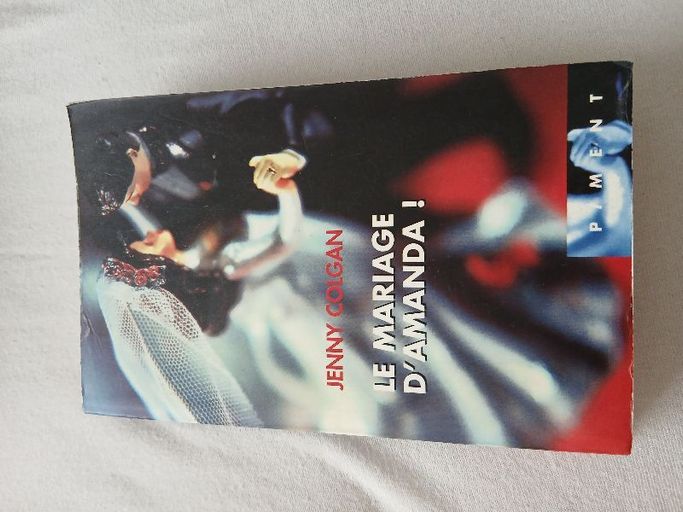 JENNY COLGAN
LE MARIAGE
D'AMANDA !
PIMENT